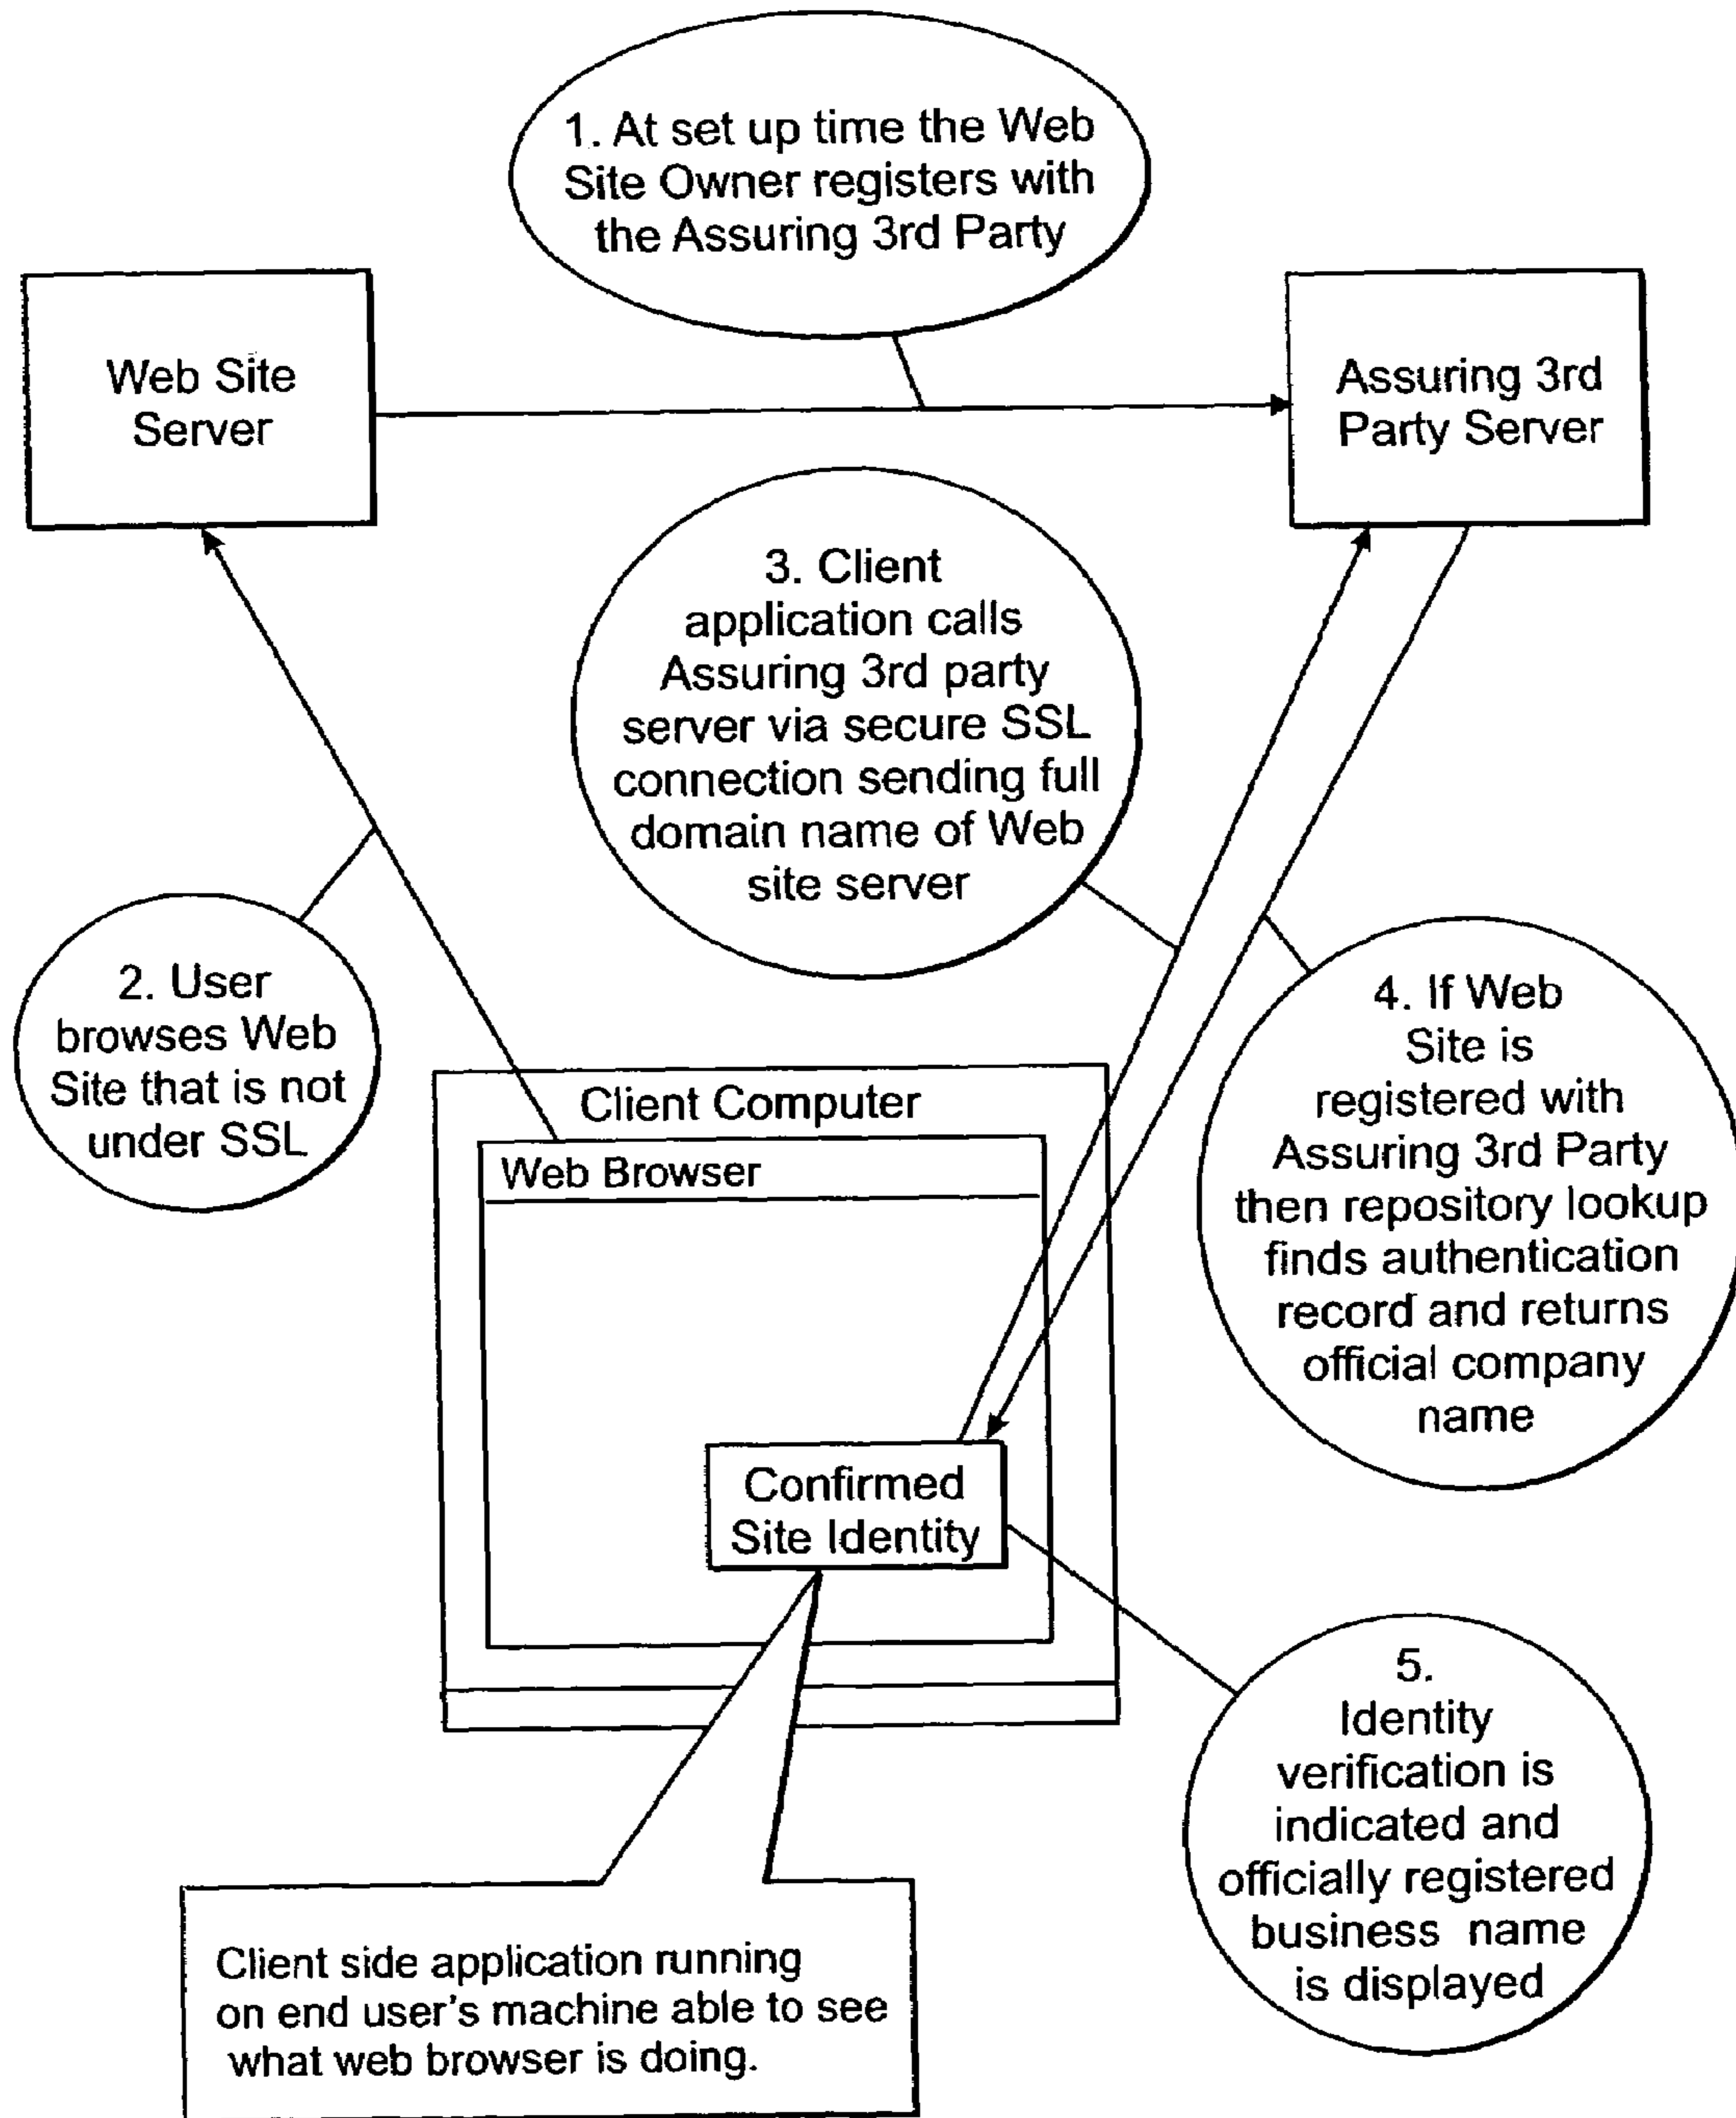 1. At set up time the Web
Site Owner registers with
the Assuring 3rd Party
Web Site
Server
Assuring 3rd
Party Server
3. Client
application calls
Assuring 3rd party
server via secure SSL
connection sending full
domain name of Web
site server
2. User
browses Web
Site that is not
under SSL
4. If Web
Site is
registered with
Assuring 3rd Party
then repository lookup
finds authentication
record and returns
official company
name
Client Computer
Web Browser
Confirmed
Site Identity
5.
Identity
verification is
indicated and
officially registered
business name
is displayed
Client side application running
on end user's machine able to see
what web browser is doing.